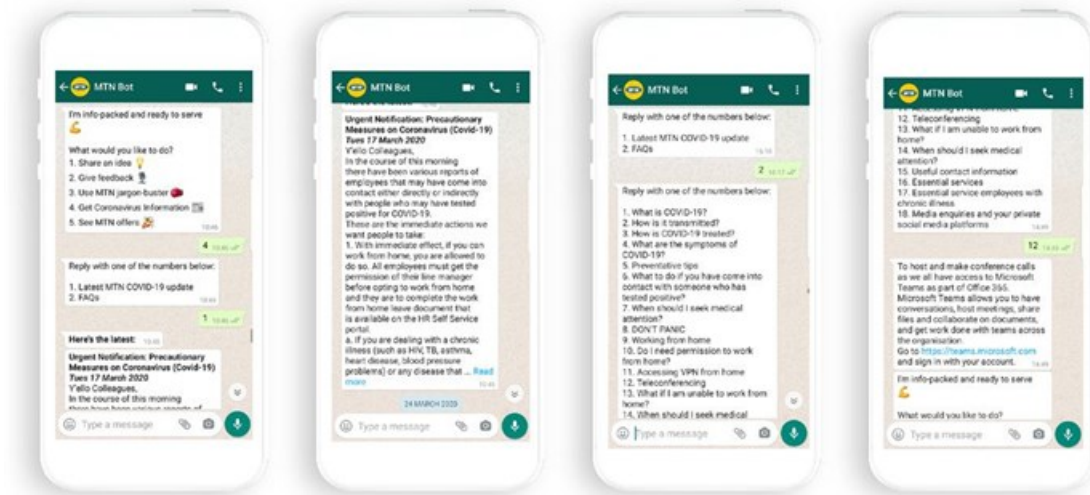 MTN Bot
I'm info-packed and ready to serve
💪
What would you like to do?
1. Share an idea 💡
2. Give feedback
3. Use MTN jargon-buster
4. Get Coronavirus Information 📰
5. See MTN offers 🎉
10:46
4 10:46
Reply with one of the numbers below:
1. Latest MTN COVID-19 update
2. FAQs
10:46
1 10:46
Here's the latest:
10:46
Urgent Notification: Precautionary
Measures on Coronavirus (Covid-19)
Tues 17 March 2020
Y'ello Colleagues,
In the course of this morning
there have been various reports of
Type a message
MTN Bot
Urgent Notification: Precautionary
Measures on Coronavirus (Covid-19)
Tues 17 March 2020
Y'ello Colleagues,
In the course of this morning
there have been various reports of
employees that may have come into
contact either directly or indirectly
with people who may have tested
positive for COVID-19.
These are the immediate actions we
want people to take:
1. With immediate effect, if you can
work from home, you are allowed to
do so. All employees must get the
permission of their line manager
before opting to work from home
and they are to complete the work
from home leave document that
is available on the HR Self Service
portal.
a. If you are dealing with a chronic
illness (such as HIV, TB, asthma,
heart disease, blood pressure
problems) or any disease that ... Read
more
10:46
24 MARCH 2020
Type a message
MTN Bot
Reply with one of the numbers below:
1. Latest MTN COVID-19 update
2. FAQs
2
Reply with one of the numbers below:
1. What is COVID-19?
2. How is it transmitted?
3. How is COVID-19 treated?
4. What are the symptoms of
COVID-19?
5. Preventative tips
6. What to do if you have come into
contact with someone who has
tested positive?
7. When should I seek medical
attention?
8. DON'T PANIC
9. Working from home
10. Do I need permission to work
from home?
11. Accessing VPN from home
12. Teleconferencing
13. What if I am unable to work from
home?
14. When should I seek medical
Type a message
MTN Bot
11. Accessing VPN from home
12. Teleconferencing
13. What if I am unable to work from
home?
14. When should I seek medical
attention?
15. Useful contact information
16. Essential services
17. Essential service employees with
chronic illness
18. Media enquiries and your private
social media platforms
12
To host and make conference calls
as we all have access to Microsoft
Teams as part of Office 365.
Microsoft Teams allows you to have
conversations, host meetings, share
files and collaborate on documents,
and get work done with teams across
the organisation.
Go to https://teams.microsoft.com
and sign in with your account.
I'm info-packed and ready to serve
💪
What would you like to do?
Type a message